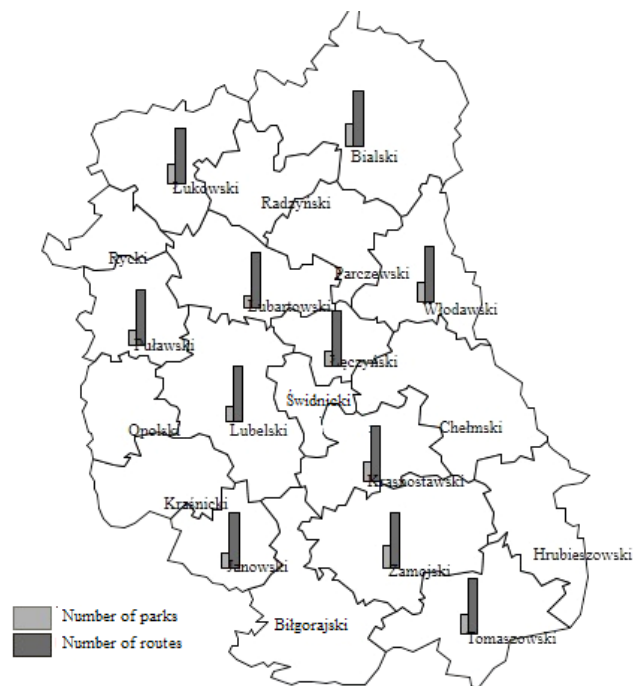 Bialski
Łukowski
Radzyński
Rycki
Parczewski
Lubartowski
Włodawski
Puławski
Łęczyński
Świdnicki
Opolski
Lubelski
Chełmski
Krasnostawski
Kraśnicki
Hrubieszowski
Janowski
Zamojski
Biłgorajski
Tomaszowski
Number of parks
Number of routes